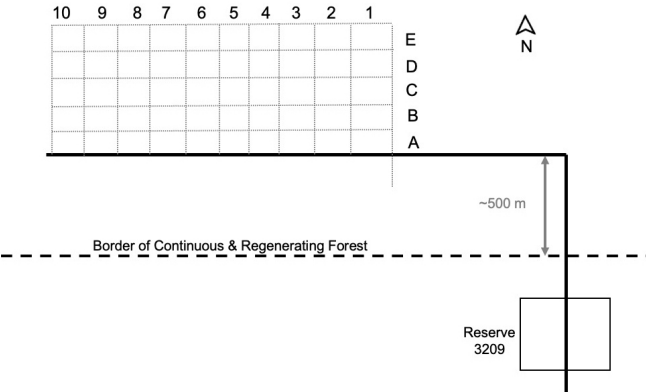 10 9 8 7 6 5 4 3 2 1
E
D
C
B
A
N
~500 m
Border of Continuous & Regenerating Forest
Reserve
3209